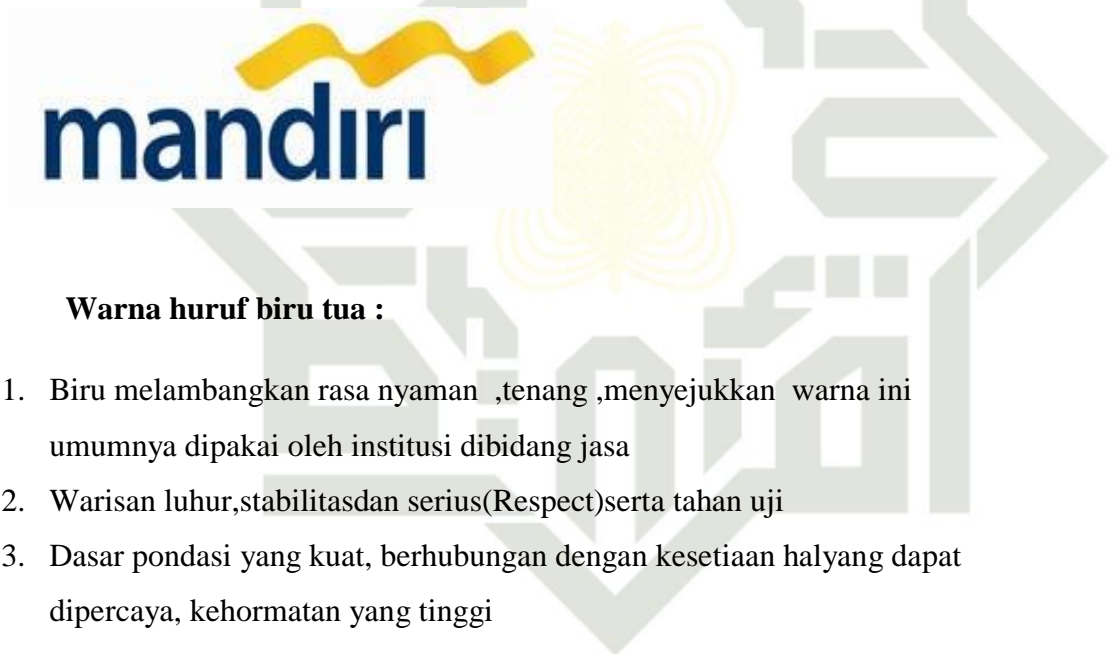 mandiri
Warna huruf biru tua :
1. Biru melambangkan rasa nyaman ,tenang ,menyejukkan warna ini
umumnya dipakai oleh institusi dibidang jasa
2. Warisan luhur,stabilitasdan serius(Respect)serta tahan uji
3. Dasar pondasi yang kuat, berhubungan dengan kesetiaan halyang dapat
dipercaya, kehormatan yang tinggi